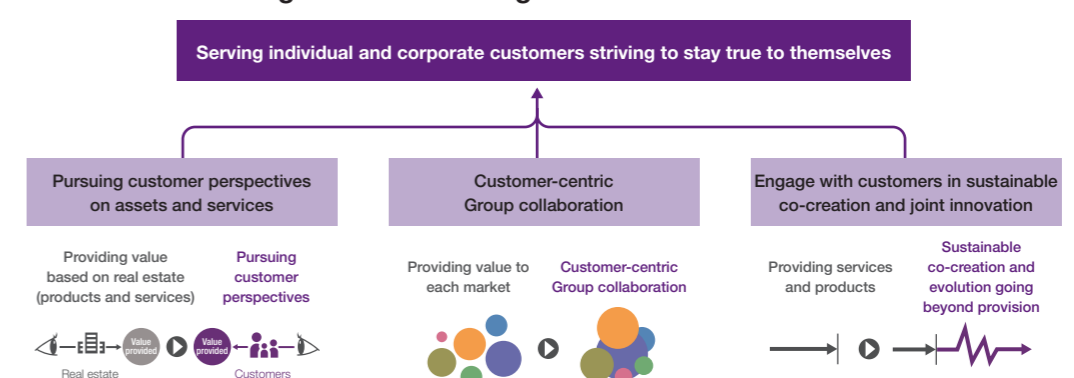 Serving individual and corporate customers striving to stay true to themselves
Pursuing customer perspectives
on assets and services
Customer-centric
Group collaboration
Engage with customers in sustainable
co-creation and joint innovation
Providing value
based on real estate
(products and services)
Pursuing
customer
perspectives
Providing value to
each market
Customer-centric
Group collaboration
Providing services
and products
Sustainable
co-creation and
evolution going
beyond provision
Value
provided
Value
provided
Real estate
Customers